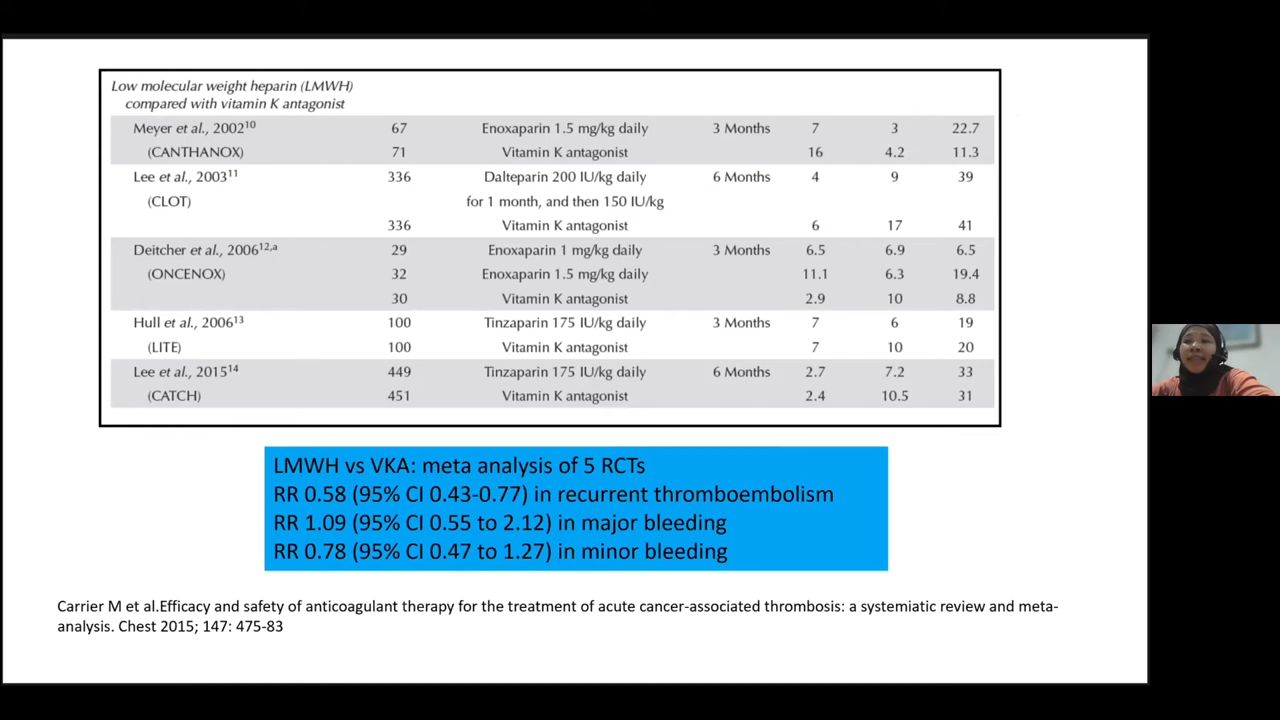 Low molecular weight heparin (LMWH)
compared with vitamin K antagonist
Meyer et al., 2002¹⁰ 67 Enoxaparin 1.5 mg/kg daily 3 Months 7 3 22.7
(CANTHANOX) 71 Vitamin K antagonist 16 4.2 11.3
Lee et al., 2003¹¹ 336 Dalteparin 200 IU/kg daily 6 Months 4 9 39
(CLOT) for 1 month, and then 150 IU/kg
336 Vitamin K antagonist 6 17 41
Deitcher et al., 2006¹²,ᵃ 29 Enoxaparin 1 mg/kg daily 3 Months 6.5 6.9 6.5
(ONCENOX) 32 Enoxaparin 1.5 mg/kg daily 11.1 6.3 19.4
30 Vitamin K antagonist 2.9 10 8.8
Hull et al., 2006¹³ 100 Tinzaparin 175 IU/kg daily 3 Months 7 6 19
(LITE) 100 Vitamin K antagonist 7 10 20
Lee et al., 2015¹⁴ 449 Tinzaparin 175 IU/kg daily 6 Months 2.7 7.2 33
(CATCH) 451 Vitamin K antagonist 2.4 10.5 31
LMWH vs VKA: meta analysis of 5 RCTs
RR 0.58 (95% CI 0.43-0.77) in recurrent thromboembolism
RR 1.09 (95% CI 0.55 to 2.12) in major bleeding
RR 0.78 (95% CI 0.47 to 1.27) in minor bleeding
Carrier M et al.Efficacy and safety of anticoagulant therapy for the treatment of acute cancer-associated thrombosis: a systemiatic review and meta-
analysis. Chest 2015; 147: 475-83